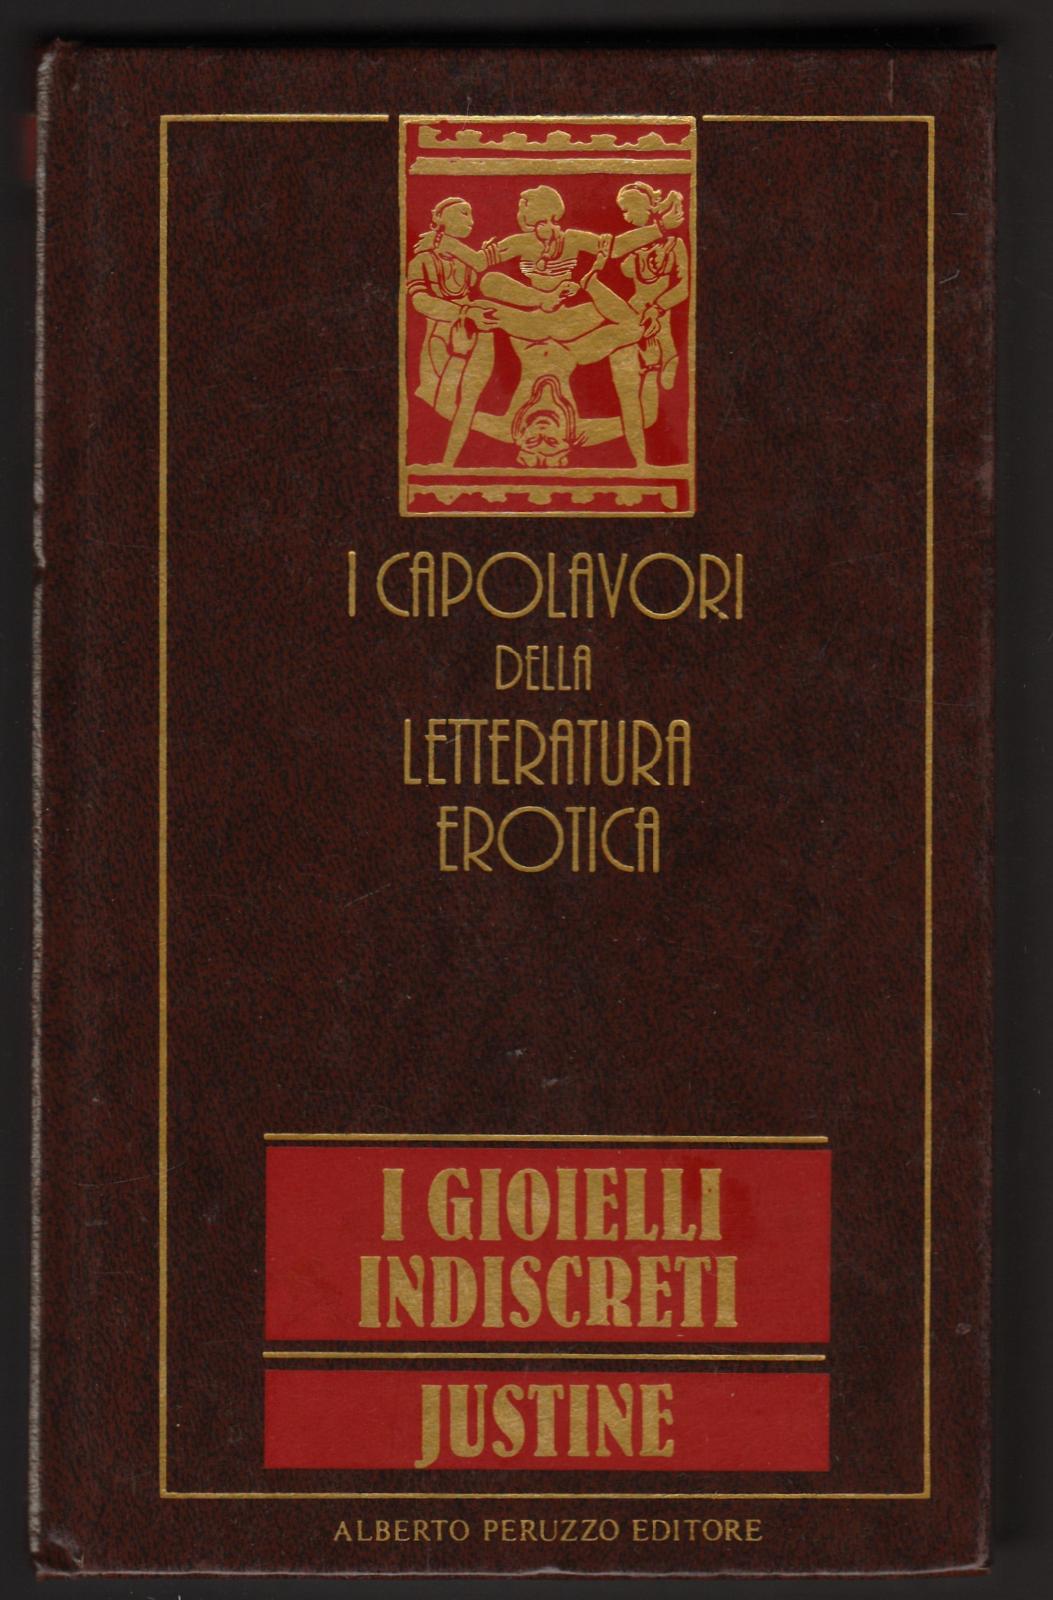 I CAPOLAVORI
DELLA
LETTERATURA
EROTICA
I GIOIELLI
INDISCRETI
JUSTINE
ALBERTO PERUZZO EDITORE